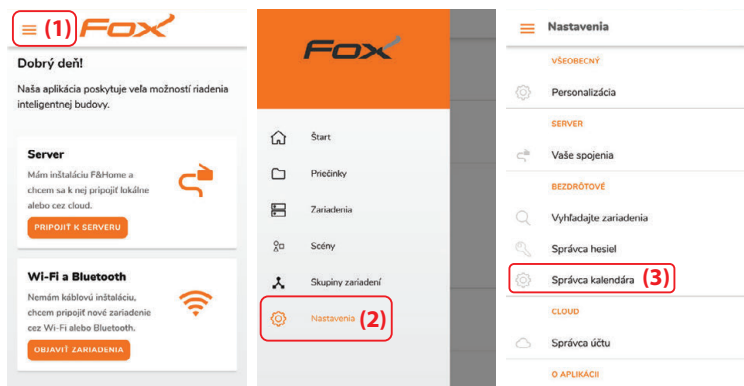 (1) Fox
Dobrý deň!
Naša aplikácia poskytuje veľa možností riadenia
inteligentnej budovy.
Server
Mám inštaláciu F&Home a
chcem sa k nej pripojiť lokálne
alebo cez cloud.
PRIPOJIŤ K SERVERU
Wi-Fi a Bluetooth
Nemám káblovú inštaláciu,
chcem pripojiť nové zariadenie
cez Wi-Fi alebo Bluetooth.
OBJAVIŤ ZARIADENIA
Fox
Štart
Priečinky
Zariadenia
Scény
Skupiny zariadení
Nastavenia (2)
Nastavenia
VŠEOBECNÝ
Personalizácia
SERVER
Vaše spojenia
BEZDRÔTOVÉ
Vyhľadajte zariadenia
Správca hesiel
Správca kalendára (3)
CLOUD
Správca účtu
O APLIKÁCII